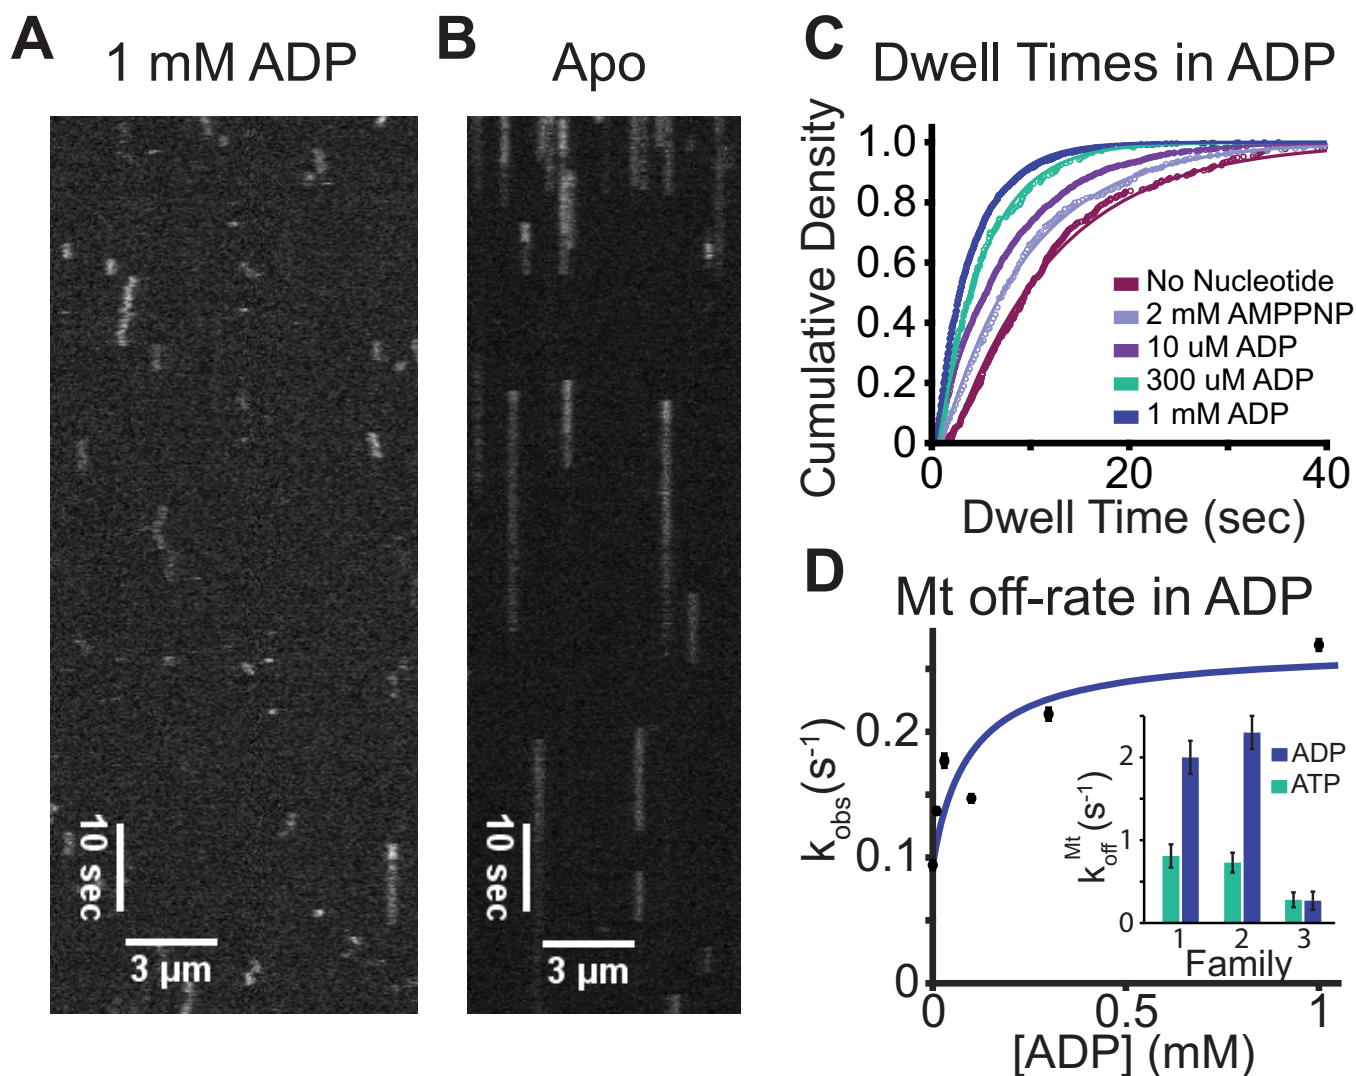 A
1 mM ADP
10 sec
3 µm
B
Apo
10 sec
3 µm
C
Dwell Times in ADP
Cumulative Density
1.0
0.8
0.6
0.4
0.2
0
No Nucleotide
2 mM AMPPNP
10 uM ADP
300 uM ADP
1 mM ADP
0 20 40
Dwell Time (sec)
D
Mt off-rate in ADP
k_obs(s⁻¹)
0.2
0.1
0
ADP
ATP
k_off^Mt(s⁻¹)
2
1
0
1 2 3
Family
0 0.5 1
[ADP] (mM)